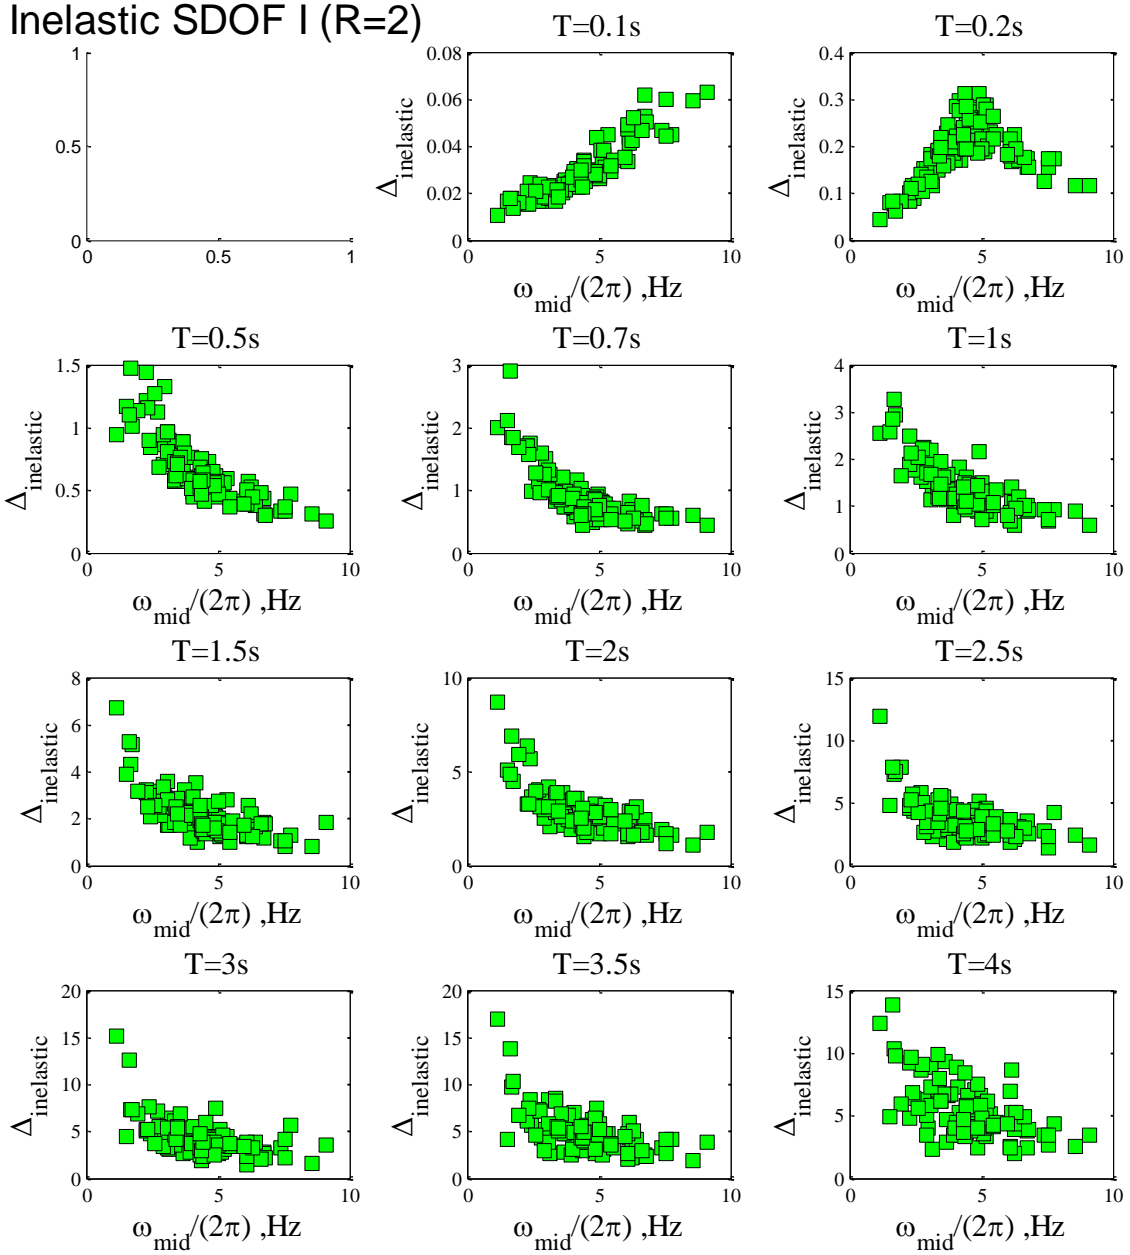 Inelastic SDOF I (R=2)
1
0.5
0
0 0.5 1
T=0.1s
0.08
0.06
0.04
0.02
0
0 5 10
Δinelastic
ωmid/(2π) ,Hz
T=0.2s
0.4
0.3
0.2
0.1
0
0 5 10
Δinelastic
ωmid/(2π) ,Hz
T=0.5s
1.5
1
0.5
0
0 5 10
Δinelastic
ωmid/(2π) ,Hz
T=0.7s
3
2
1
0
0 5 10
Δinelastic
ωmid/(2π) ,Hz
T=1s
4
3
2
1
0
0 5 10
Δinelastic
ωmid/(2π) ,Hz
T=1.5s
8
6
4
2
0
0 5 10
Δinelastic
ωmid/(2π) ,Hz
T=2s
10
5
0
0 5 10
Δinelastic
ωmid/(2π) ,Hz
T=2.5s
15
10
5
0
0 5 10
Δinelastic
ωmid/(2π) ,Hz
T=3s
20
15
10
5
0
0 5 10
Δinelastic
ωmid/(2π) ,Hz
T=3.5s
20
15
10
5
0
0 5 10
Δinelastic
ωmid/(2π) ,Hz
T=4s
15
10
5
0
0 5 10
Δinelastic
ωmid/(2π) ,Hz